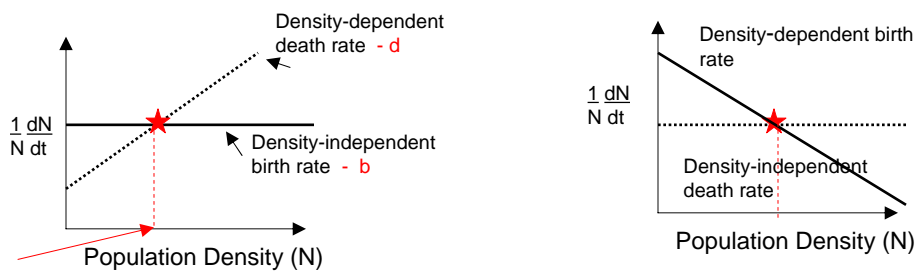 Density-dependent
death rate - d
1 dN
N dt
Density-independent
birth rate - b
Population Density (N)
Density-dependent birth
rate
1 dN
N dt
Density-independent
death rate
Population Density (N)